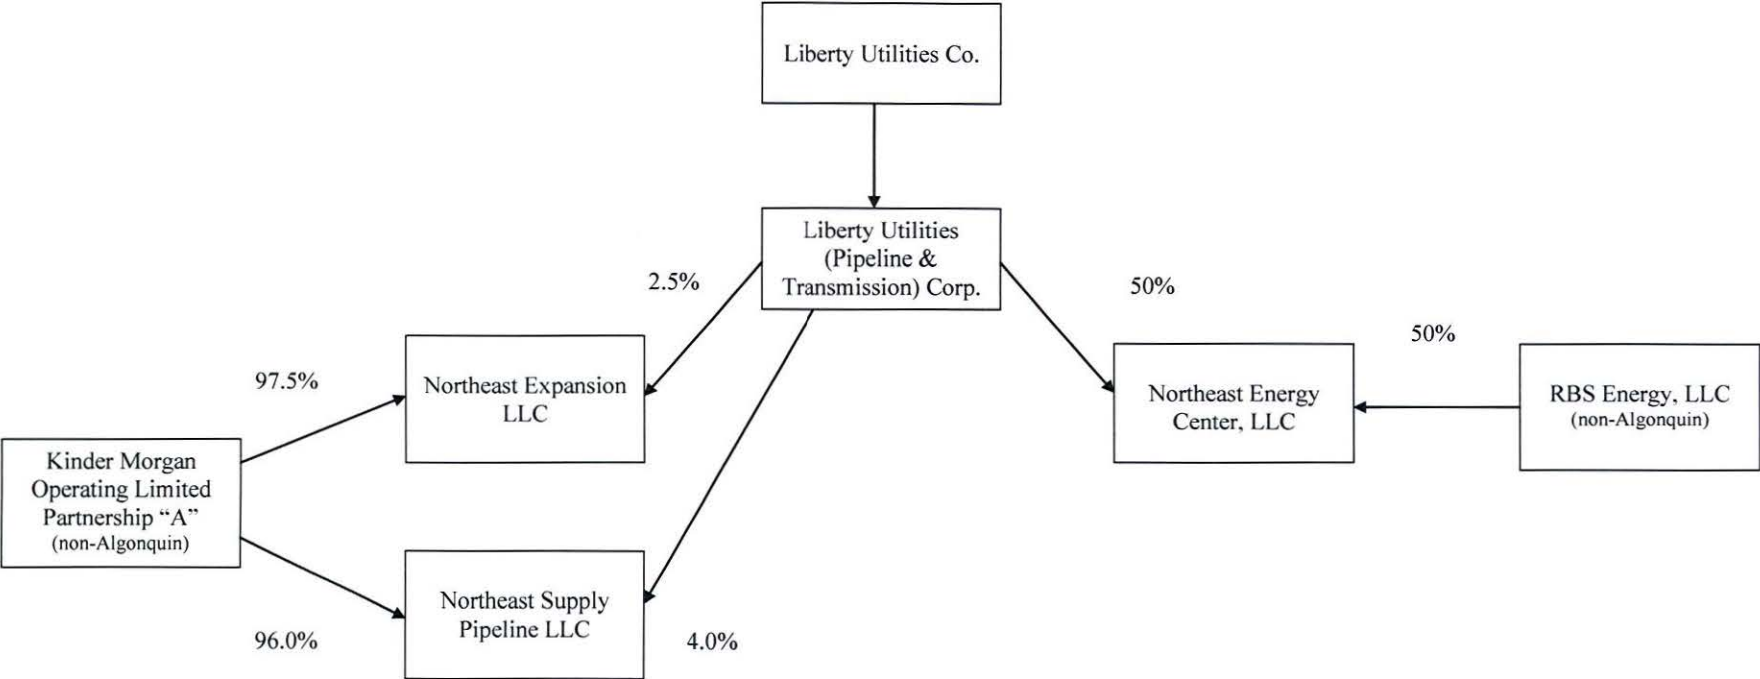 Liberty Utilities Co.
Liberty Utilities
(Pipeline &
Transmission) Corp.
2.5%
50%
50%
97.5%
Northeast Expansion
LLC
Northeast Energy
Center, LLC
RBS Energy, LLC
(non-Algonquin)
Kinder Morgan
Operating Limited
Partnership “A”
(non-Algonquin)
Northeast Supply
Pipeline LLC
96.0%
4.0%